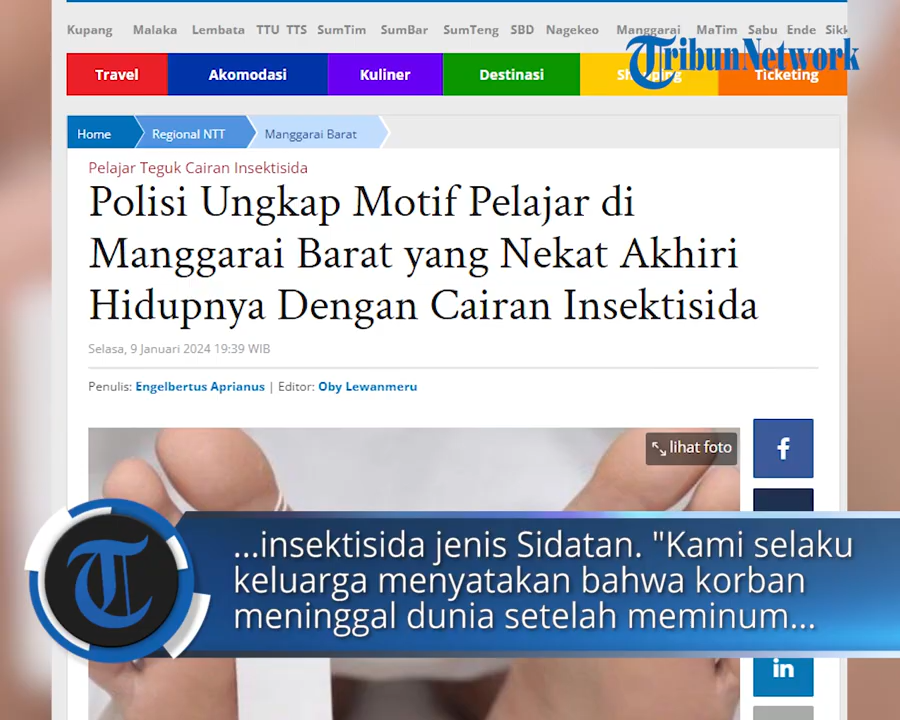 Kupang Malaka Lembata TTU TTS SumTim SumBar SumTeng SBD Nagekeo Manggarai MaTim Sabu Ende Sikk
TribunNetwork
Travel Akomodasi Kuliner Destinasi Shopping Ticketing
Home Regional NTT Manggarai Barat
Pelajar Teguk Cairan Insektisida
Polisi Ungkap Motif Pelajar di
Manggarai Barat yang Nekat Akhiri
Hidupnya Dengan Cairan Insektisida
Selasa, 9 Januari 2024 19:39 WIB
Penulis: Engelbertus Aprianus | Editor: Oby Lewanmeru
lihat foto
f
...insektisida jenis Sidatan. "Kami selaku
keluarga menyatakan bahwa korban
meninggal dunia setelah meminum...
T
in